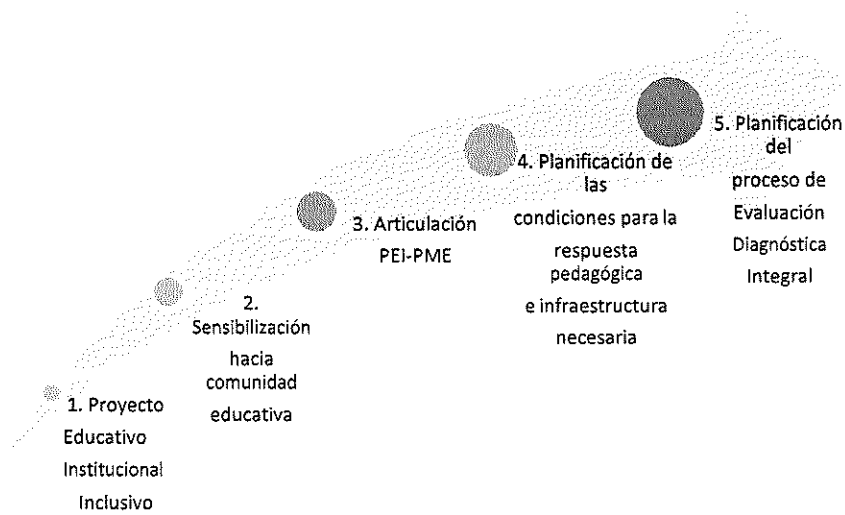 1. Proyecto
Educativo
Institucional
Inclusivo
2.
Sensibilización
hacia
comunidad
educativa
3. Articulación
PEI-PME
4. Planificación de
las
condiciones para la
respuesta
pedagógica
e infraestructura
necesaria
5. Planificación
del
proceso de
Evaluación
Diagnóstica
Integral